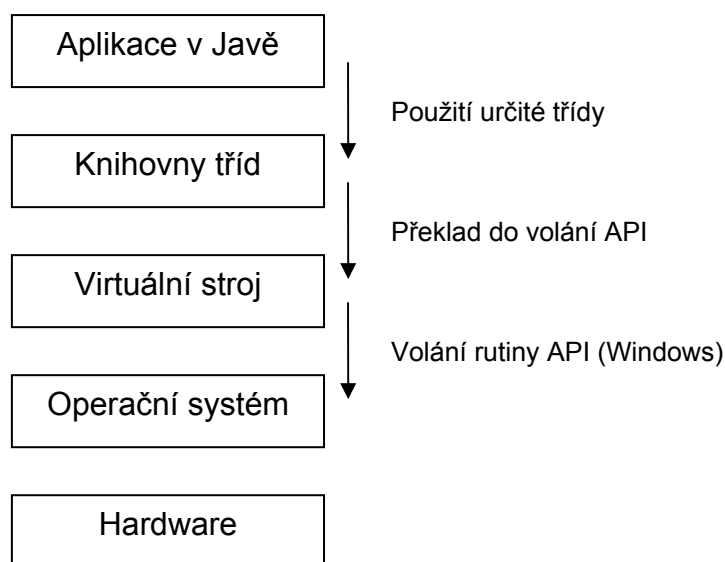 Aplikace v Javě
Použití určité třídy
Knihovny tříd
Překlad do volání API
Virtuální stroj
Volání rutiny API (Windows)
Operační systém
Hardware